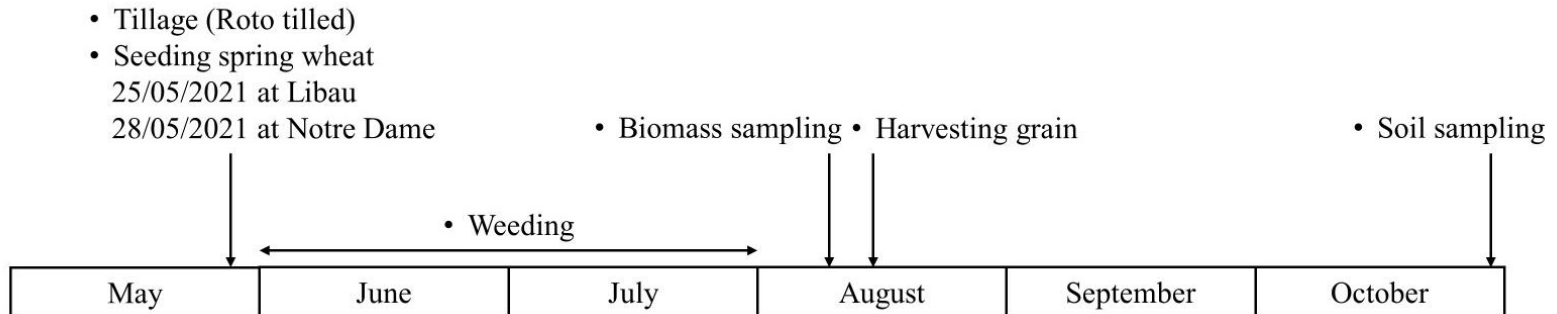 • Tillage (Roto tilled)
• Seeding spring wheat
25/05/2021 at Libau
28/05/2021 at Notre Dame
• Biomass sampling • Harvesting grain
• Soil sampling
• Weeding
May June July August September October